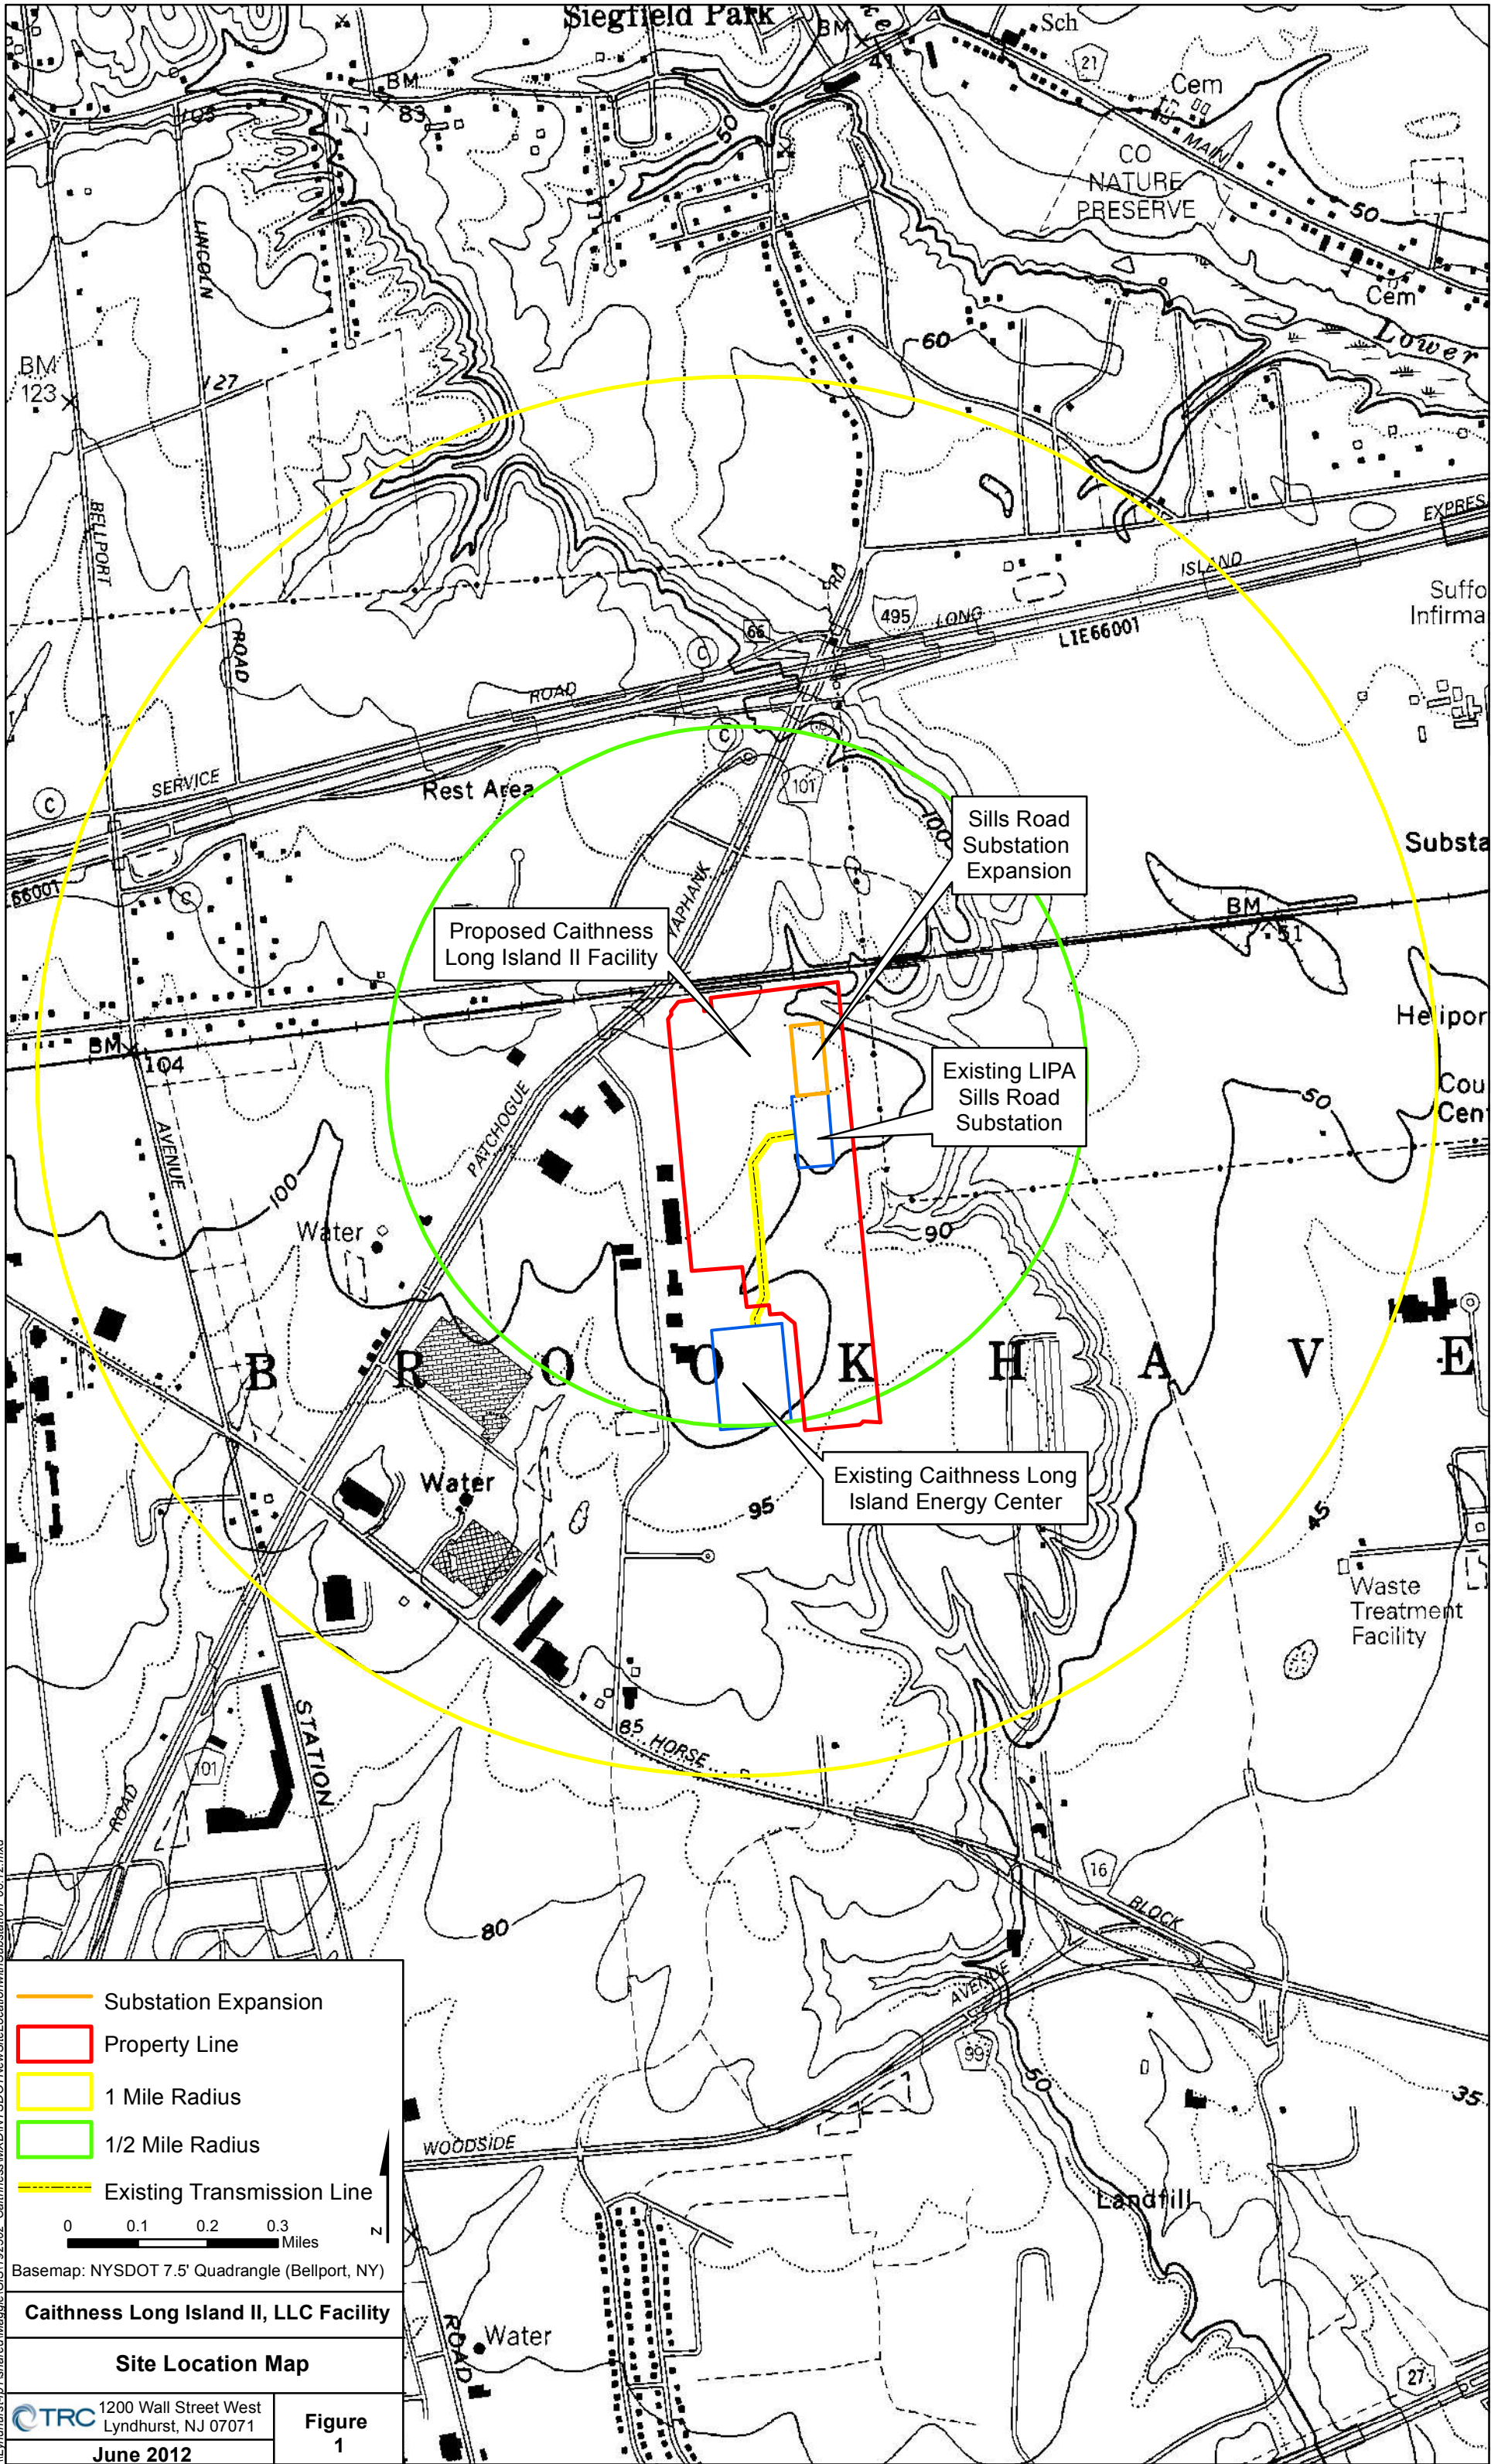 Siegfield Park
BM
41
Sch
21
Cem
BM
83
105
50
MAIN
CO
NATURE
PRESERVE
50
LINCOLN
Cem
Lower
60
BM
123
127
BELLPORT
EXPRES
ISLAND
RD
495
LONG
LIE66001
Suffo
Infirma
66
C
ROAD
ROAD
SERVICE
C
C
101
Rest Area
100
Sills Road
Substation
Expansion
Substa
66001
C
YAPHANK
BM
51
Proposed Caithness
Long Island II Facility
Helipor
BM
104
Existing LIPA
Sills Road
Substation
Cou
Cen
50
AVENUE
PATCHOGUE
100
Water
90
B R O O K H A V E
Water
95
Existing Caithness Long
Island Energy Center
45
Waste
Treatment
Facility
STATION
85
HORSE
101
ROAD
16
BLOCK
80
AVENUE
99
50
35
WOODSIDE
Landfill
ROAD
Water
27
Substation Expansion
Property Line
1 Mile Radius
1/2 Mile Radius
Existing Transmission Line
0 0.1 0.2 0.3
Miles
N
Basemap: NYSDOT 7.5' Quadrangle (Bellport, NY)
Caithness Long Island II, LLC Facility
Site Location Map
TRC
1200 Wall Street West
Lyndhurst, NJ 07071
Figure
1
June 2012